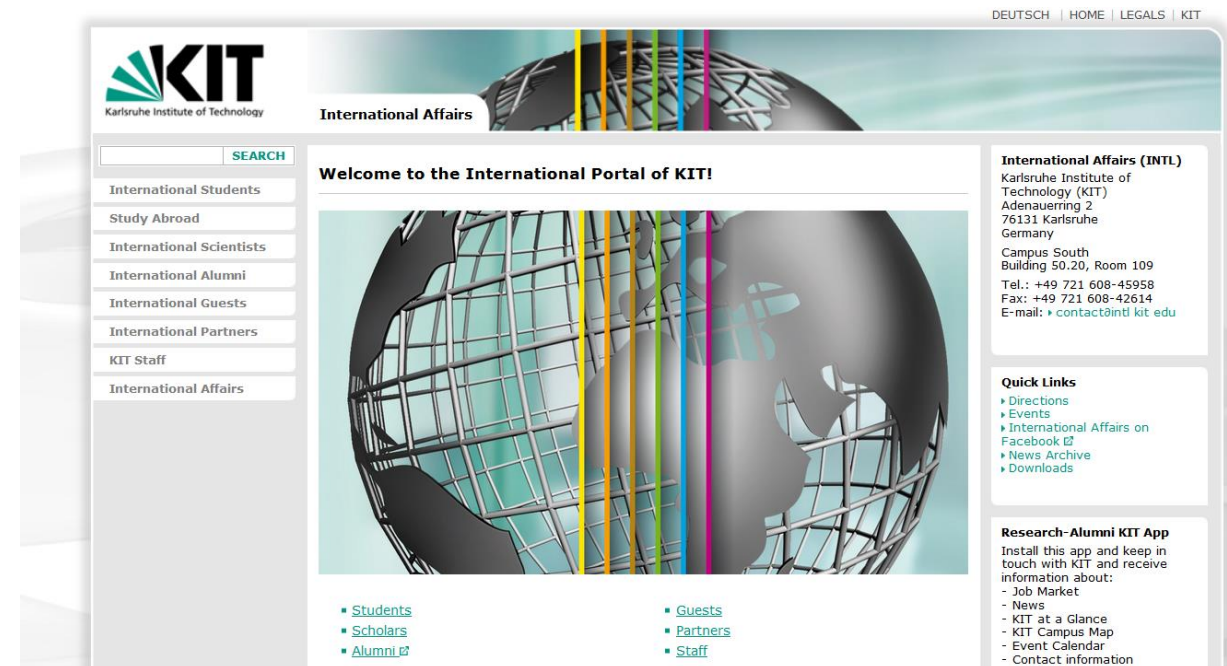 DEUTSCH | HOME | LEGALS | KIT
KIT
Karlsruhe Institute of Technology
International Affairs
SEARCH
International Students
Study Abroad
International Scientists
International Alumni
International Guests
International Partners
KIT Staff
International Affairs
Welcome to the International Portal of KIT!
Students
Scholars
Alumni
Guests
Partners
Staff
International Affairs (INTL)
Karlsruhe Institute of
Technology (KIT)
Adenauerring 2
76131 Karlsruhe
Germany
Campus South
Building 50.20, Room 109
Tel.: +49 721 608-45958
Fax: +49 721 608-42614
E-mail: contact∂intl kit edu
Quick Links
Directions
Events
International Affairs on
Facebook
News Archive
Downloads
Research-Alumni KIT App
Install this app and keep in
touch with KIT and receive
information about:
- Job Market
- News
- KIT at a Glance
- KIT Campus Map
- Event Calendar
- Contact information